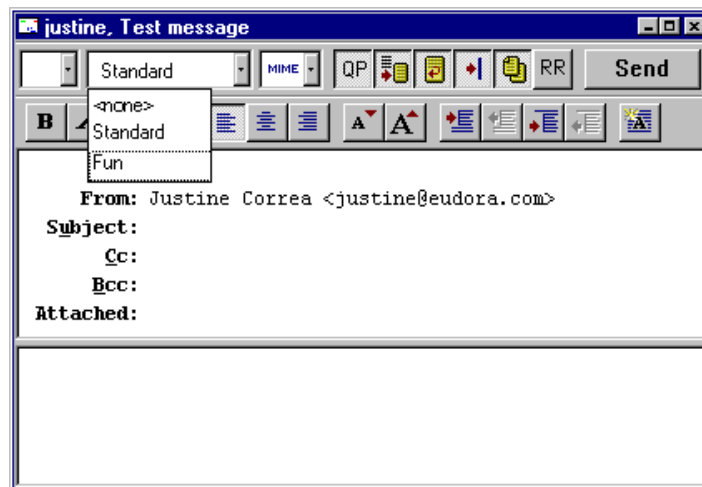 justine, Test message
Standard MIME QP RR Send
<none>
Standard
Fun
B A A A
From: Justine Correa <justine@eudora.com>
Subject:
Cc:
Bcc:
Attached: